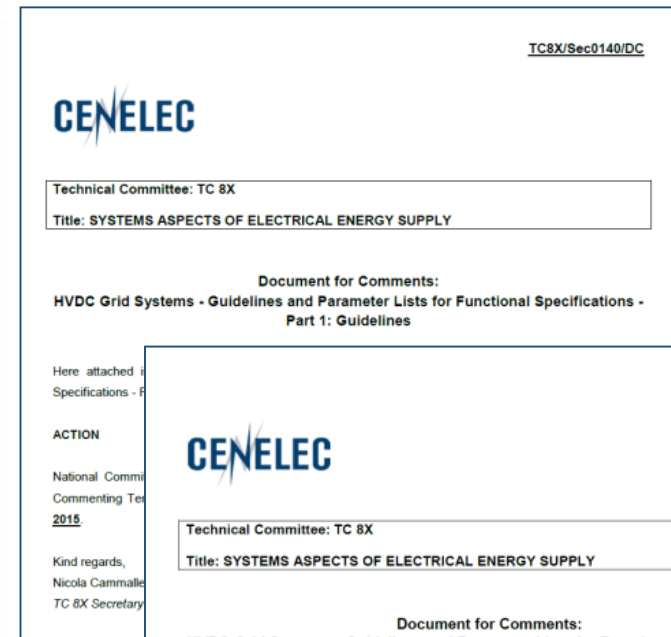 TC8X/Sec0140/DC
CENELEC
Technical Committee: TC 8X
Title: SYSTEMS ASPECTS OF ELECTRICAL ENERGY SUPPLY
Document for Comments:
HVDC Grid Systems - Guidelines and Parameter Lists for Functional Specifications -
Part 1: Guidelines
Here attached
Specifications -
ACTION
National
Commenting
2015.
Kind regards,
Nicola
TC 8X Secretary
CENELEC
Technical Committee: TC 8X
Title: SYSTEMS ASPECTS OF ELECTRICAL ENERGY SUPPLY
Document for Comments: